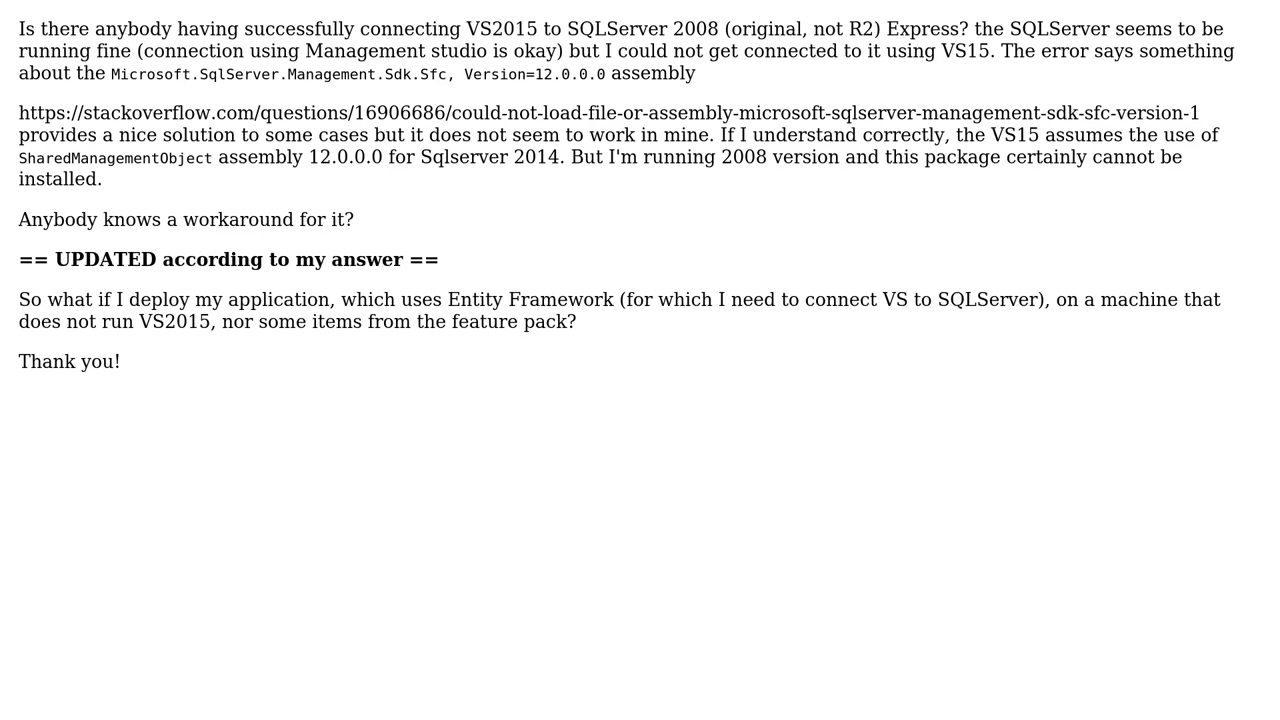 Is there anybody having successfully connecting VS2015 to SQLServer 2008 (original, not R2) Express? the SQLServer seems to be
running fine (connection using Management studio is okay) but I could not get connected to it using VS15. The error says something
about the Microsoft.SqlServer.Management.Sdk.Sfc, Version=12.0.0.0 assembly
https://stackoverflow.com/questions/16906686/could-not-load-file-or-assembly-microsoft-sqlserver-management-sdk-sfc-version-1
provides a nice solution to some cases but it does not seem to work in mine. If I understand correctly, the VS15 assumes the use of
SharedManagementObject assembly 12.0.0.0 for Sqlserver 2014. But I'm running 2008 version and this package certainly cannot be
installed.
Anybody knows a workaround for it?
== UPDATED according to my answer ==
So what if I deploy my application, which uses Entity Framework (for which I need to connect VS to SQLServer), on a machine that
does not run VS2015, nor some items from the feature pack?
Thank you!